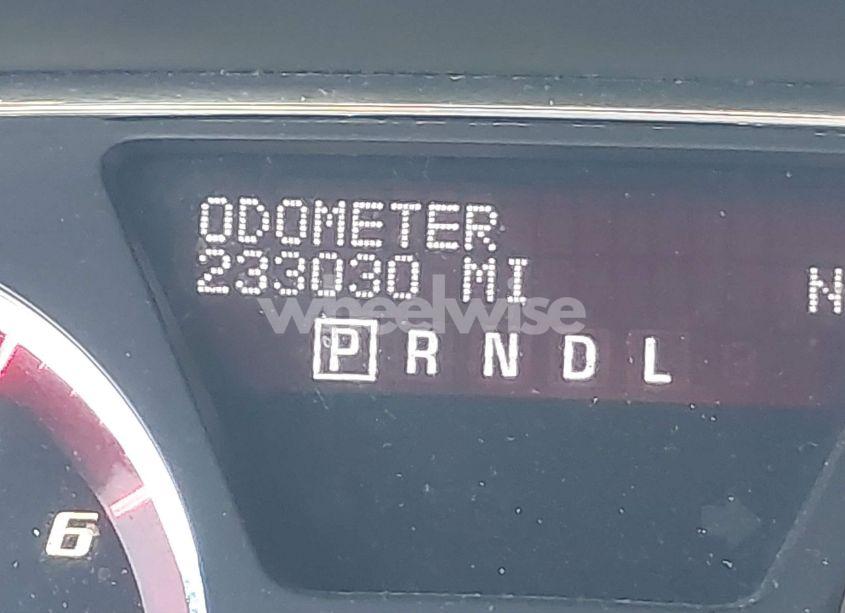 ODOMETER
233030 MI
N
wheelwise
P R N D L
6